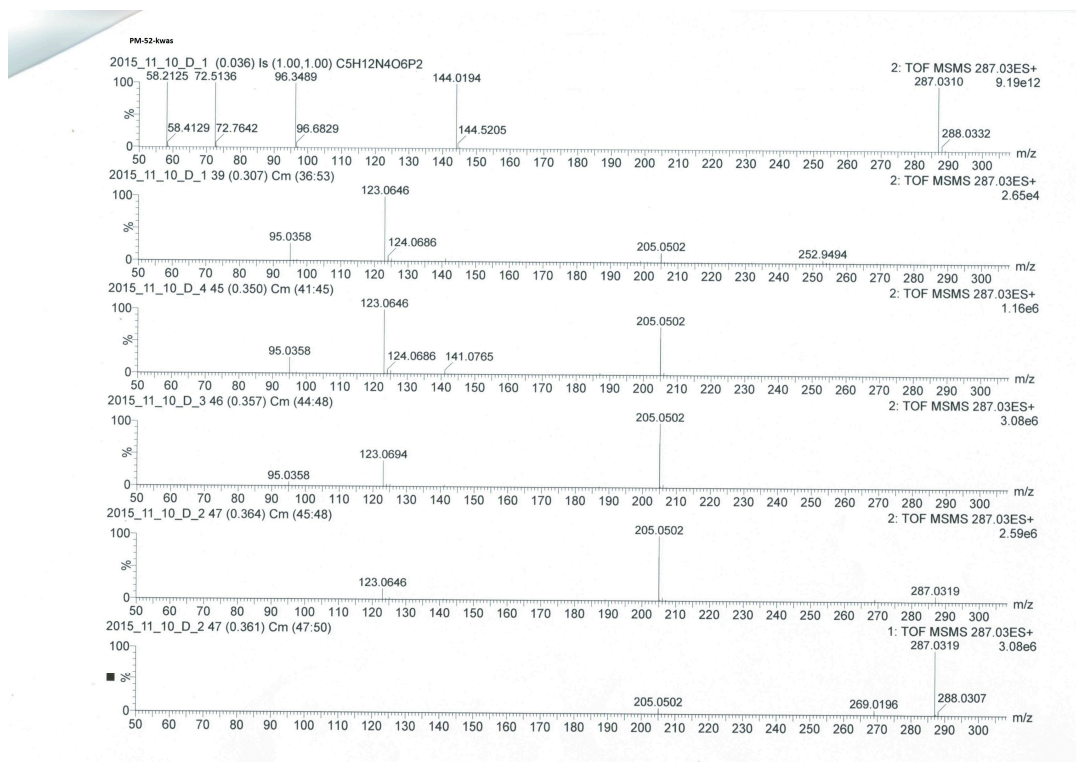 PM-52-kwas
2015_11_10_D_1 (0.036) Is (1.00,1.00) C5H12N4O6P2
2: TOF MSMS 287.03ES+
9.19e12
58.2125 72.5136 96.3489 144.0194 287.0310
100
%
58.4129 72.7642 96.6829 144.5205 288.0332
0
50 60 70 80 90 100 110 120 130 140 150 160 170 180 190 200 210 220 230 240 250 260 270 280 290 300 m/z
2015_11_10_D_1 39 (0.307) Cm (36:53)
2: TOF MSMS 287.03ES+
2.65e4
100
%
123.0646
95.0358 124.0686 205.0502 252.9494
0
50 60 70 80 90 100 110 120 130 140 150 160 170 180 190 200 210 220 230 240 250 260 270 280 290 300 m/z
2015_11_10_D_4 45 (0.350) Cm (41:45)
2: TOF MSMS 287.03ES+
1.16e6
100
%
123.0646 205.0502
95.0358 124.0686 141.0765
0
50 60 70 80 90 100 110 120 130 140 150 160 170 180 190 200 210 220 230 240 250 260 270 280 290 300 m/z
2015_11_10_D_3 46 (0.357) Cm (44:48)
2: TOF MSMS 287.03ES+
3.08e6
100
%
205.0502
123.0694
95.0358
0
50 60 70 80 90 100 110 120 130 140 150 160 170 180 190 200 210 220 230 240 250 260 270 280 290 300 m/z
2015_11_10_D_2 47 (0.364) Cm (45:48)
2: TOF MSMS 287.03ES+
2.59e6
100
%
205.0502
123.0646 287.0319
0
50 60 70 80 90 100 110 120 130 140 150 160 170 180 190 200 210 220 230 240 250 260 270 280 290 300 m/z
2015_11_10_D_2 47 (0.361) Cm (47:50)
1: TOF MSMS 287.03ES+
3.08e6
100
%
287.0319
205.0502 269.0196 288.0307
0
50 60 70 80 90 100 110 120 130 140 150 160 170 180 190 200 210 220 230 240 250 260 270 280 290 300 m/z